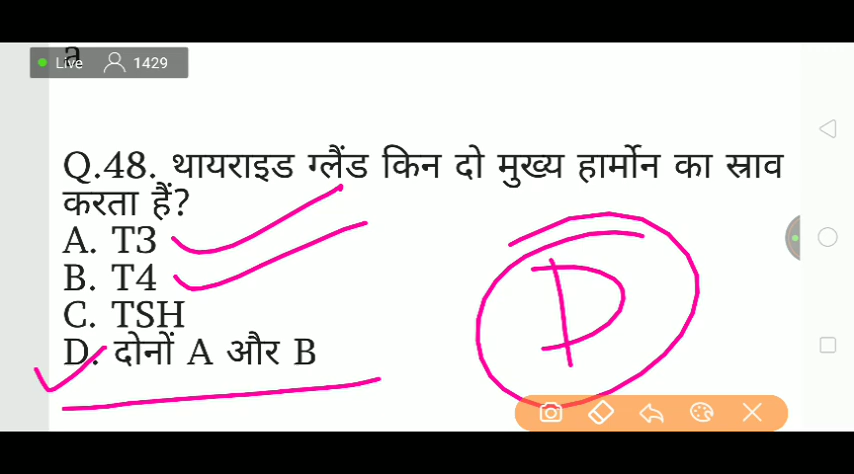 a
Live 1429
Q.48. थायराइड ग्लैंड किन दो मुख्य हार्मोन का स्राव
करता हैं?
A. T3
B. T4
C. TSH
D. दोनों A और B
D